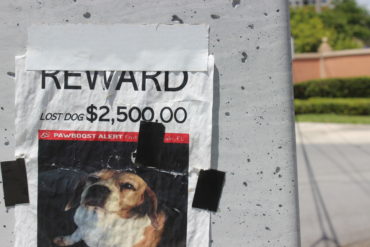 REWARD
LOST DOG $2,500.00
PAWBOOST ALERT